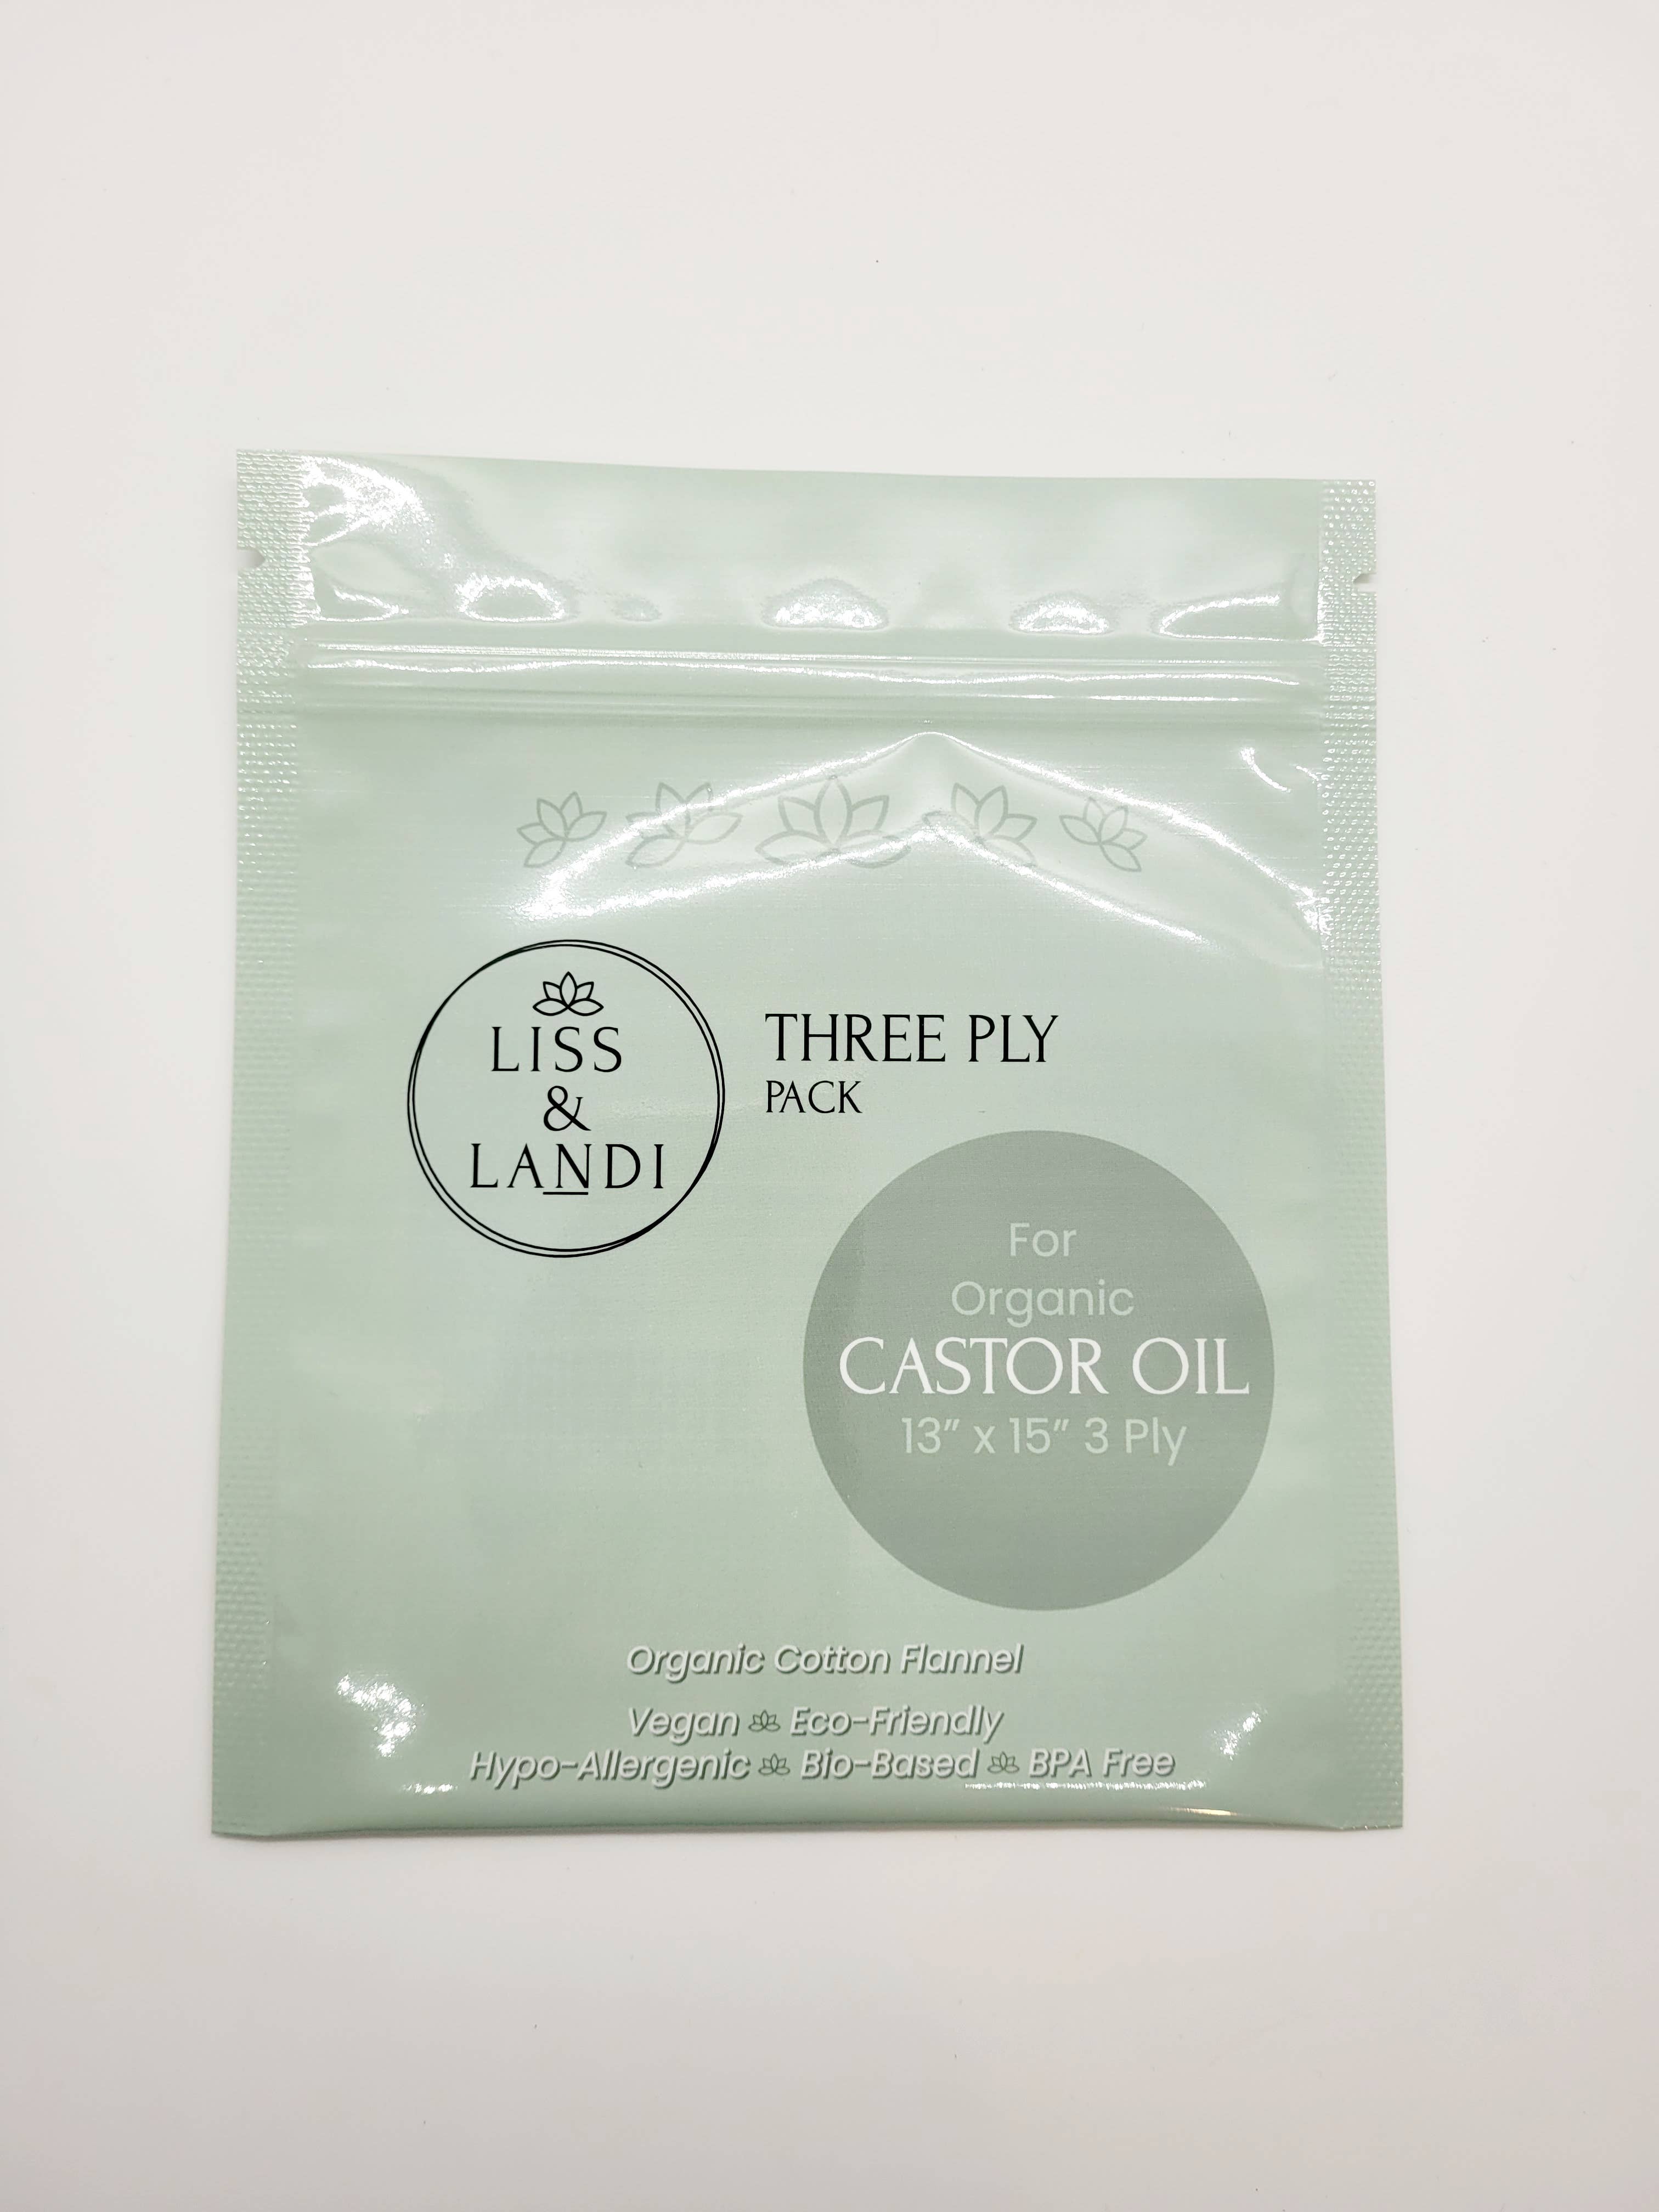 LISS
&
LANDI
THREE PLY
PACK
For
Organic
CASTOR OIL
13" x 15" 3 Ply
Organic Cotton Flannel
Vegan Eco-Friendly
Hypo-Allergenic Bio-Based BPA Free